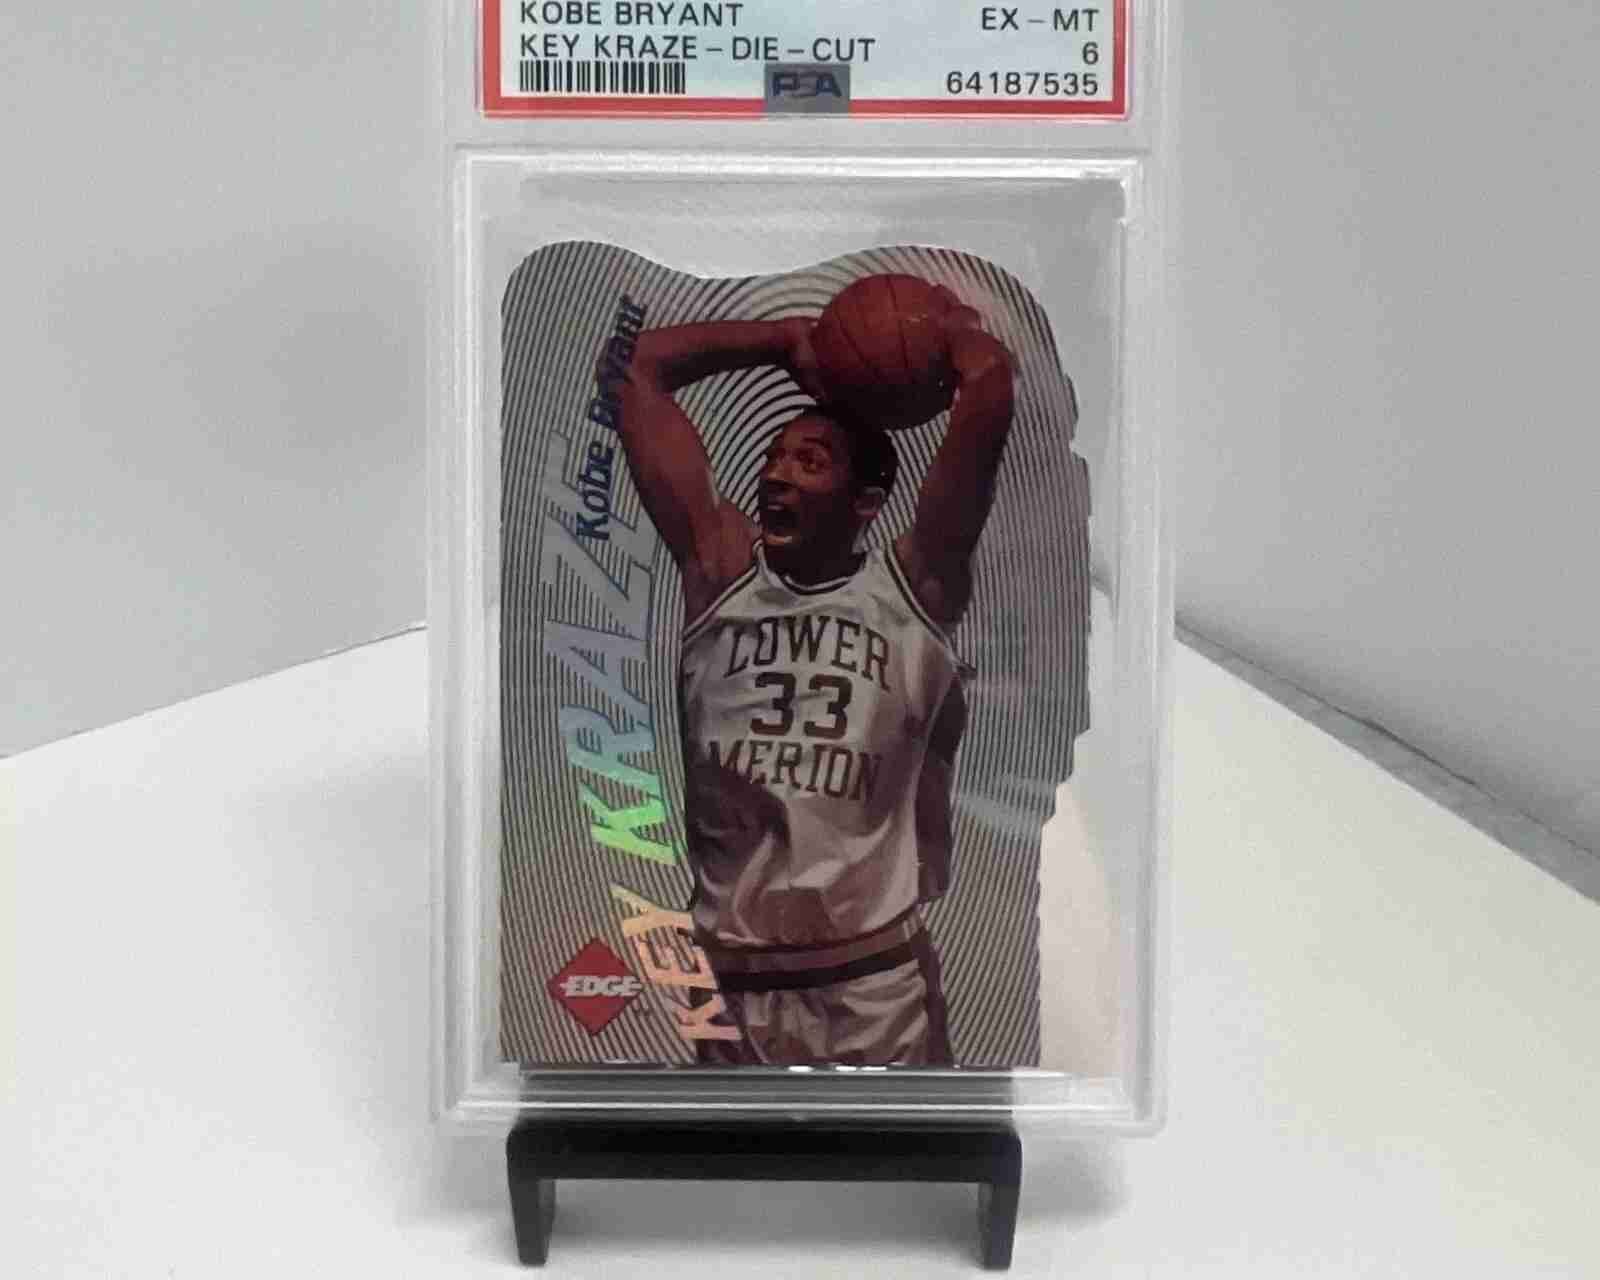 KOBE BRYANT EX - MT
KEY KRAZE - DIE - CUT 6
PSA 64187535
Kobe Bryant
KEY KRAZE
LOWER
33
MERION
EDGE